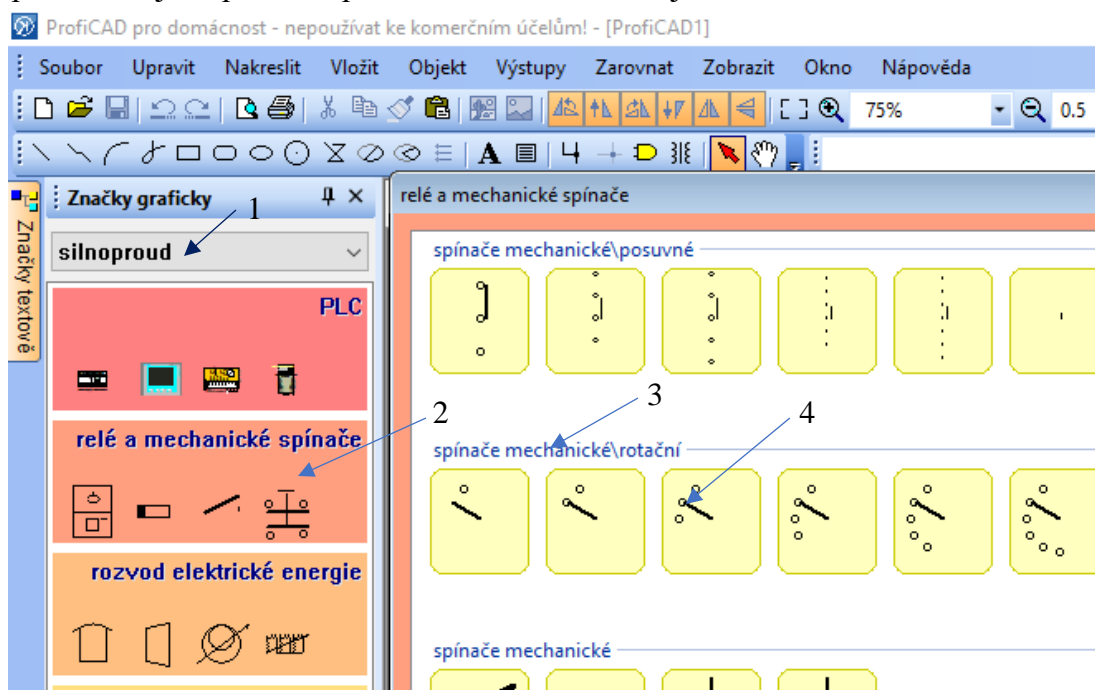 ProfiCAD pro domácnost - nepoužívat ke komerčním účelům! - [ProfiCAD1]
Soubor Upravit Nakreslit Vložit Objekt Výstupy Zarovnat Zobrazit Okno Nápověda
75% 0.5
A
Značky textově
Značky graficky 1
silnoproud
PLC
relé a mechanické spínače
2
rozvod elektrické energie
relé a mechanické spínače
spínače mechanické\posuvné
3 4
spínače mechanické\rotační
spínače mechanické